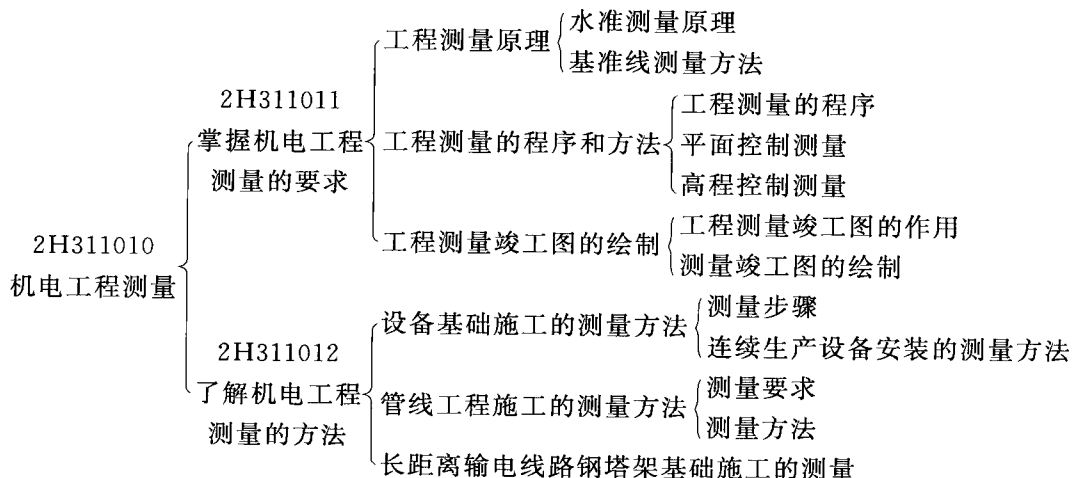 2H311010
机电工程测量
2H311011
掌握机电工程
测量的要求
工程测量原理
水准测量原理
基准线测量方法
工程测量的程序和方法
工程测量的程序
平面控制测量
高程控制测量
工程测量竣工图的绘制
工程测量竣工图的作用
测量竣工图的绘制
2H311012
了解机电工程
测量的方法
设备基础施工的测量方法
测量步骤
连续生产设备安装的测量方法
管线工程施工的测量方法
测量要求
测量方法
长距离输电线路钢塔架基础施工的测量